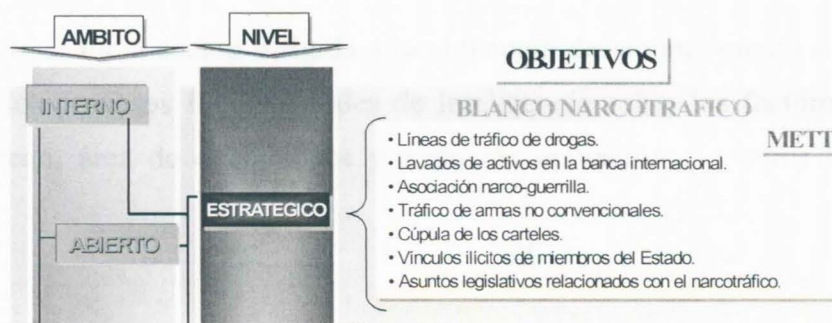 AMBITO
NIVEL
OBJETIVOS
INTERNO
ABIERTO
ESTRATEGICO
BLANCO NARCOTRAFICO
METT
• Líneas de tráfico de drogas.
• Lavados de activos en la banca internacional.
• Asociación narco-guerrilla.
• Tráfico de armas no convencionales.
• Cúpula de los carteles.
• Vínculos ilícitos de miembros del Estado.
• Asuntos legislativos relacionados con el narcotráfico.